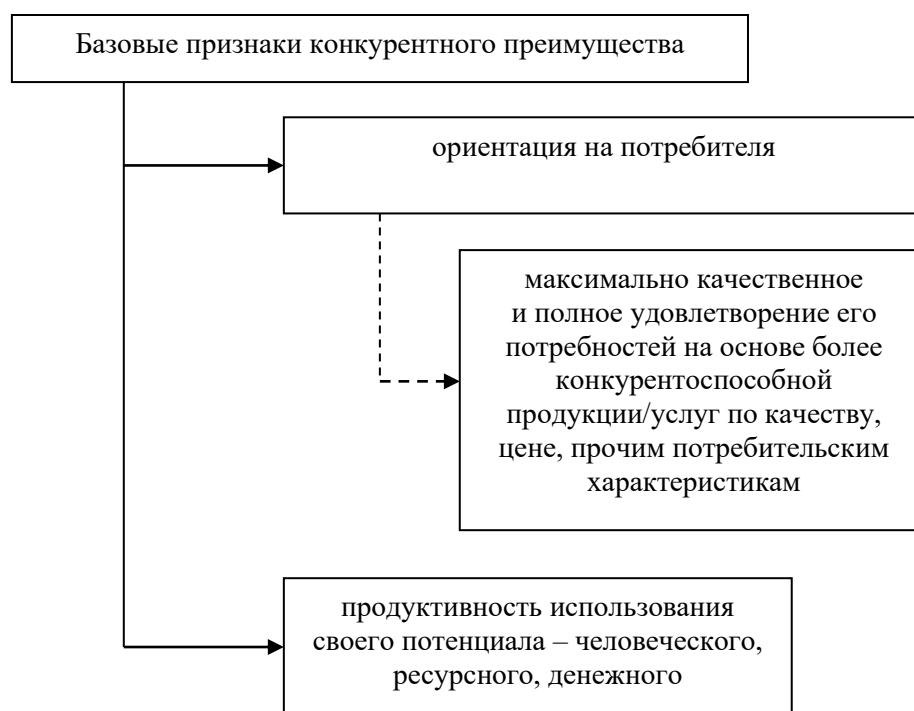 Базовые признаки конкурентного преимущества
ориентация на потребителя
максимально качественное
и полное удовлетворение его
потребностей на основе более
конкурентоспособной
продукции/услуг по качеству,
цене, прочим потребительским
характеристикам
продуктивность использования
своего потенциала – человеческого,
ресурсного, денежного